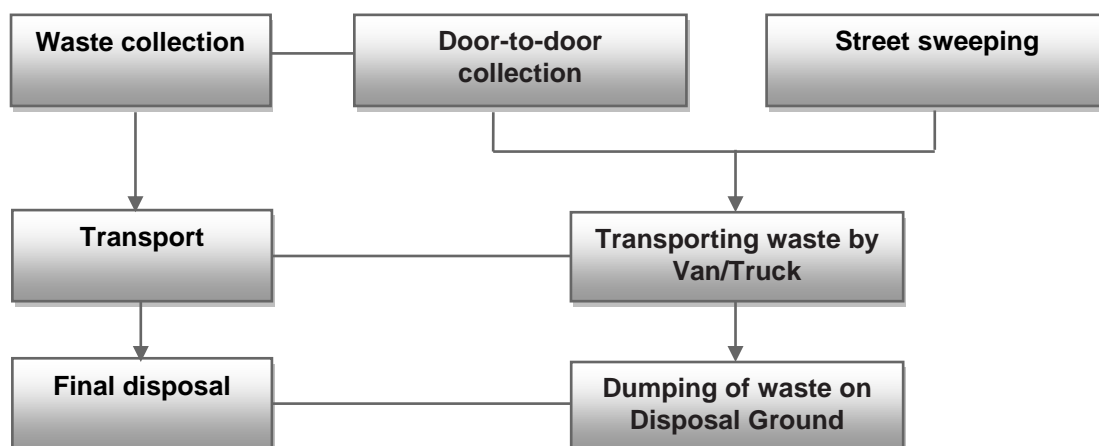 Waste collection
Door-to-door
collection
Street sweeping
Transport
Transporting waste by
Van/Truck
Final disposal
Dumping of waste on
Disposal Ground